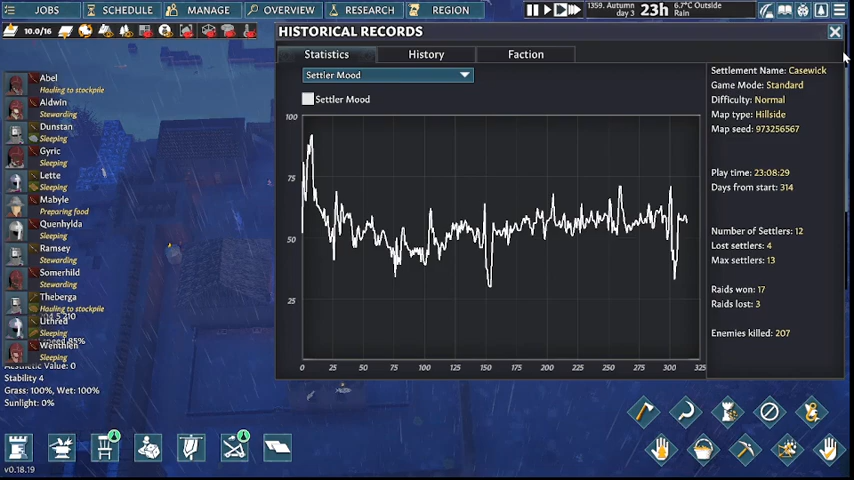 JOBS
SCHEDULE
MANAGE
OVERVIEW
RESEARCH
REGION
1359. Autumn
day 3
23h
6.7°C Outside
Rain
10.0/16
HISTORICAL RECORDS
Statistics
History
Faction
Settler Mood
Settler Mood
100
75
50
25
0
25
50
75
100
125
150
175
200
225
250
275
300
325
Settlement Name: Casewick
Game Mode: Standard
Difficulty: Normal
Map type: Hillside
Map seed: 973256567
Play time: 23:08:29
Days from start: 314
Number of Settlers: 12
Lost settlers: 4
Max settlers: 13
Raids won: 17
Raids lost: 3
Enemies killed: 207
Abel
Hauling to stockpile
Aldwin
Stewarding
Dunstan
Sleeping
Gyric
Sleeping
Lette
Sleeping
Mabyle
Preparing food
Quenhylda
Sleeping
Ramsey
Stewarding
Somerhild
Stewarding
Theberga
Hauling to stockpile
Uthred
Sleeping
Wenthlen
Sleeping
Aesthetic Value: 0
Stability 4
Grass: 100%, Wet: 100%
Sunlight: 0%
v0.18.19